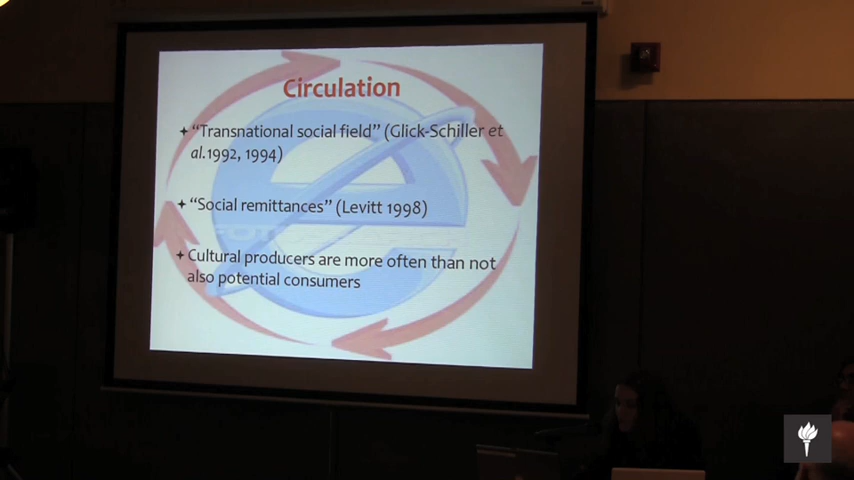 Circulation
“Transnational social field” (Glick-Schiller et
al.1992, 1994)
“Social remittances” (Levitt 1998)
Cultural producers are more often than not
also potential consumers